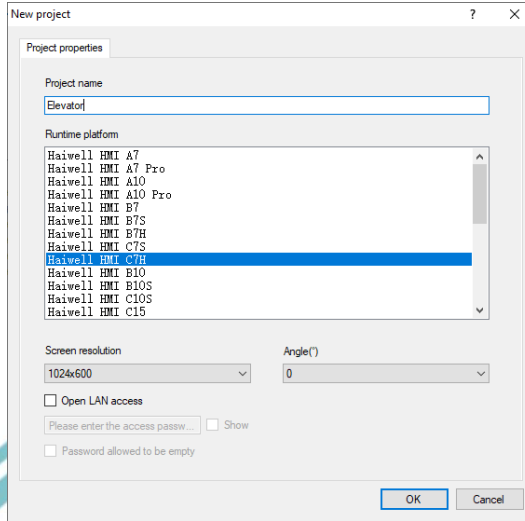 New project
?
Project properties
Project name
Elevator
Runtime platform
Haiwell HMI A7
Haiwell HMI A7 Pro
Haiwell HMI A10
Haiwell HMI A10 Pro
Haiwell HMI B7
Haiwell HMI B7S
Haiwell HMI B7H
Haiwell HMI C7S
Haiwell HMI C7H
Haiwell HMI B10
Haiwell HMI B10S
Haiwell HMI C10S
Haiwell HMI C15
Screen resolution Angle(°)
1024x600 0
Open LAN access
Please enter the access passw... Show
Password allowed to be empty
OK Cancel